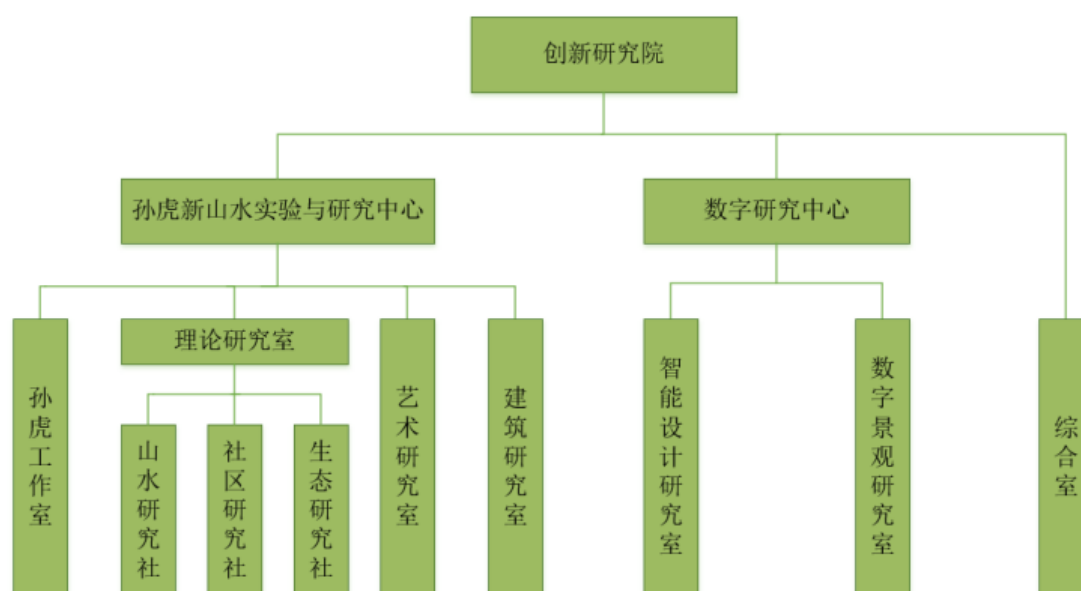 创新研究院
孙虎新山水实验与研究中心
数字研究中心
孙虎工作室
理论研究室
山水研究社
社区研究社
生态研究社
艺术研究室
建筑研究室
智能设计研究室
数字景观研究室
综合室